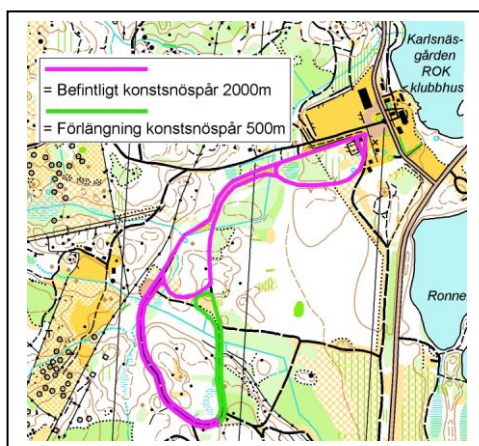 = Befintligt konstsnöspår 2000m
= Förlängning konstsnöspår 500m
Karlsnäs-
gården
ROK
klubbhus
Ronne